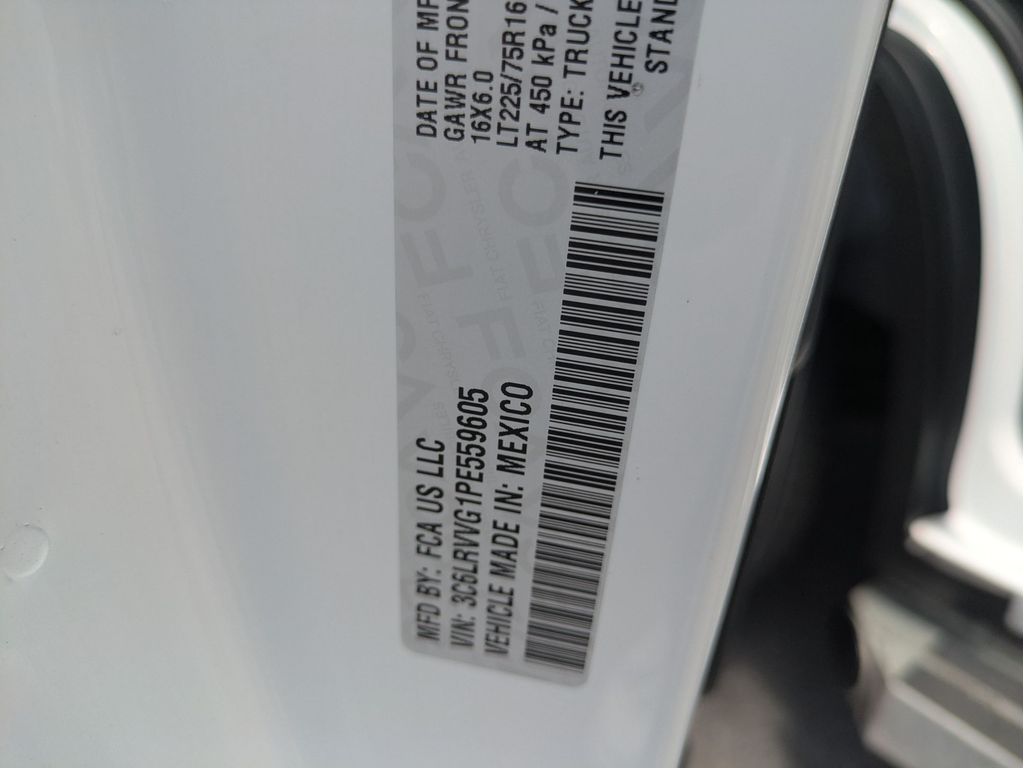 MFD BY: FCA US LLC
DATE OF MF
GAWR FRON
VIN: 3C6LRVVG1PE559605
16X6.0
LT225/75R16
VEHICLE MADE IN: MEXICO
AT 450 kPa /
TYPE: TRUCK
THIS VEHICLE
STAND